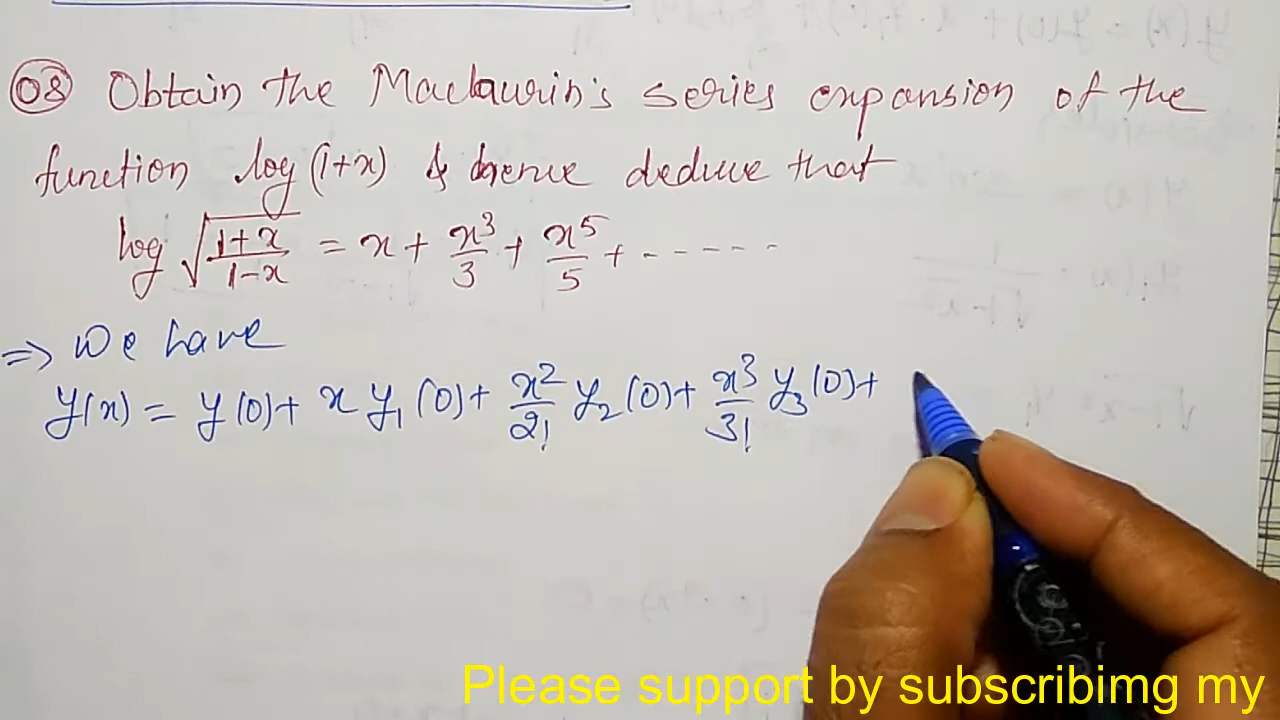 08 Obtain the Maclaurin's series expansion of the
function log(1+x) & hence deduce that
log √(1+x/1-x) = x + x³/3 + x⁵/5 + ------
⇒ We have
y(x) = y(0) + x y₁(0) + x²/2! y₂(0) + x³/3! y₃(0) +
Please support by subscribimg my